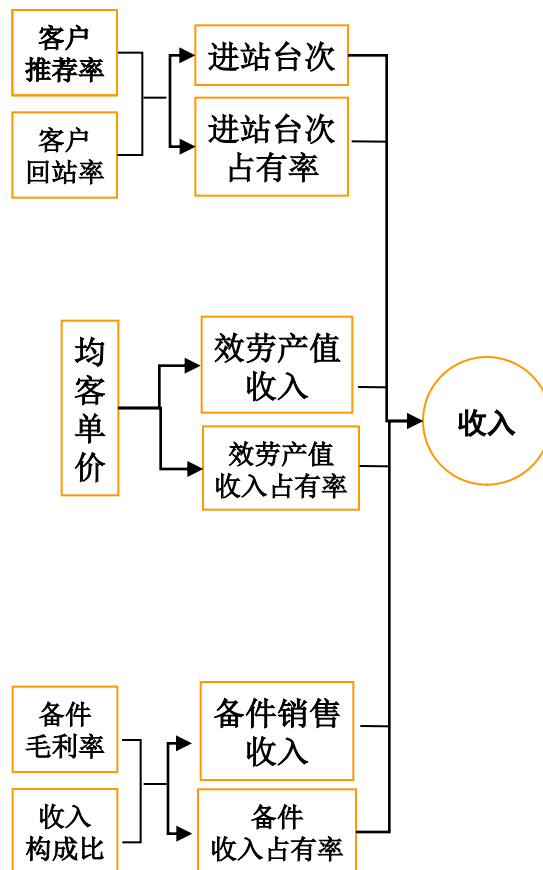 客户
推荐率
客户
回站率
进站台次
进站台次
占有率
均
客
单
价
效劳产值
收入
效劳产值
收入占有率
收入
备件
毛利率
收入
构成比
备件销售
收入
备件
收入占有率